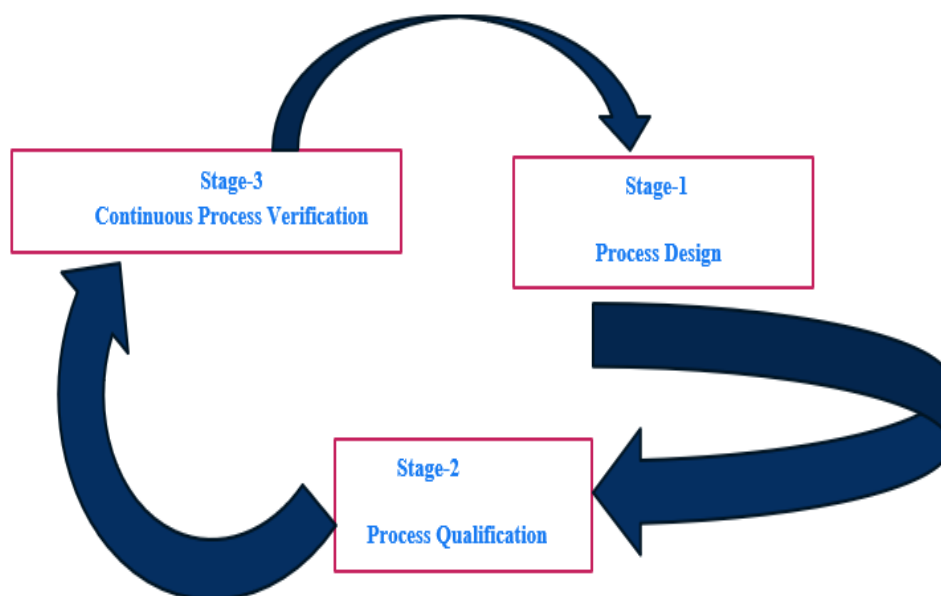 Stage-3
Continuous Process Verification
Stage-1
Process Design
Stage-2
Process Qualification